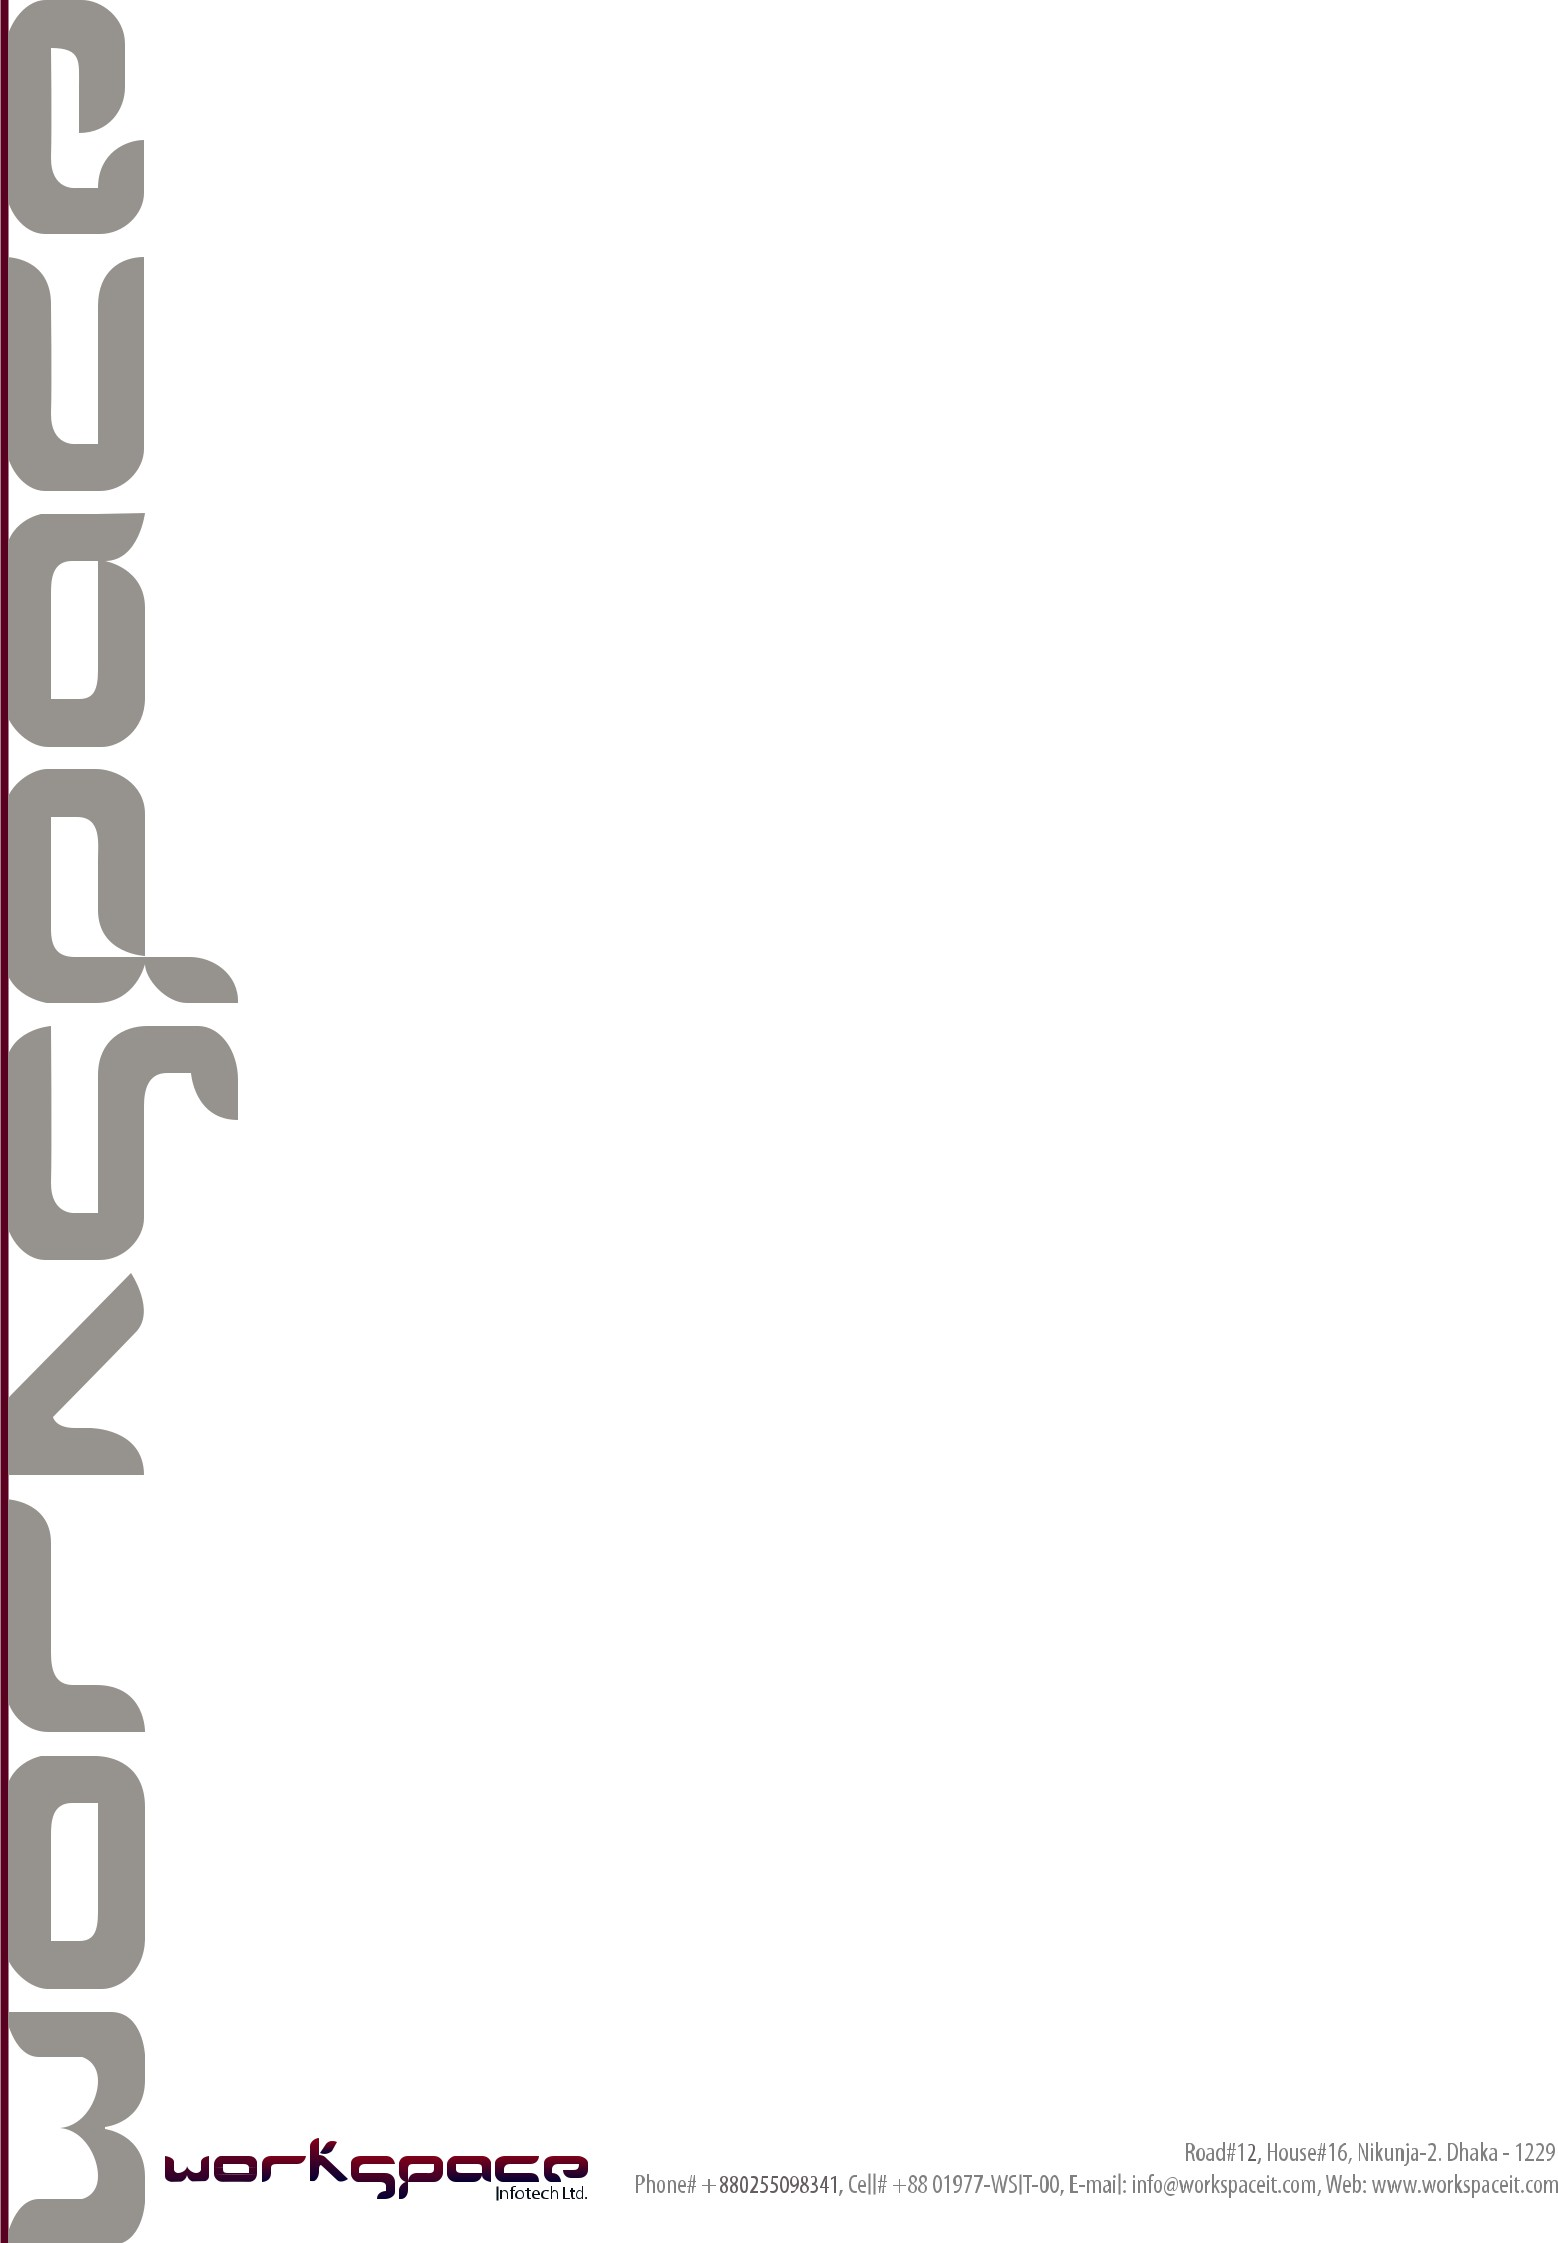 workspace
workspace
Infotech Ltd.
Road#12, House#16, Nikunja-2. Dhaka - 1229
Phone# +880255098341, Cell# +88 01977-WSIT-00, E-mail: info@workspaceit.com, Web: www.workspaceit.com